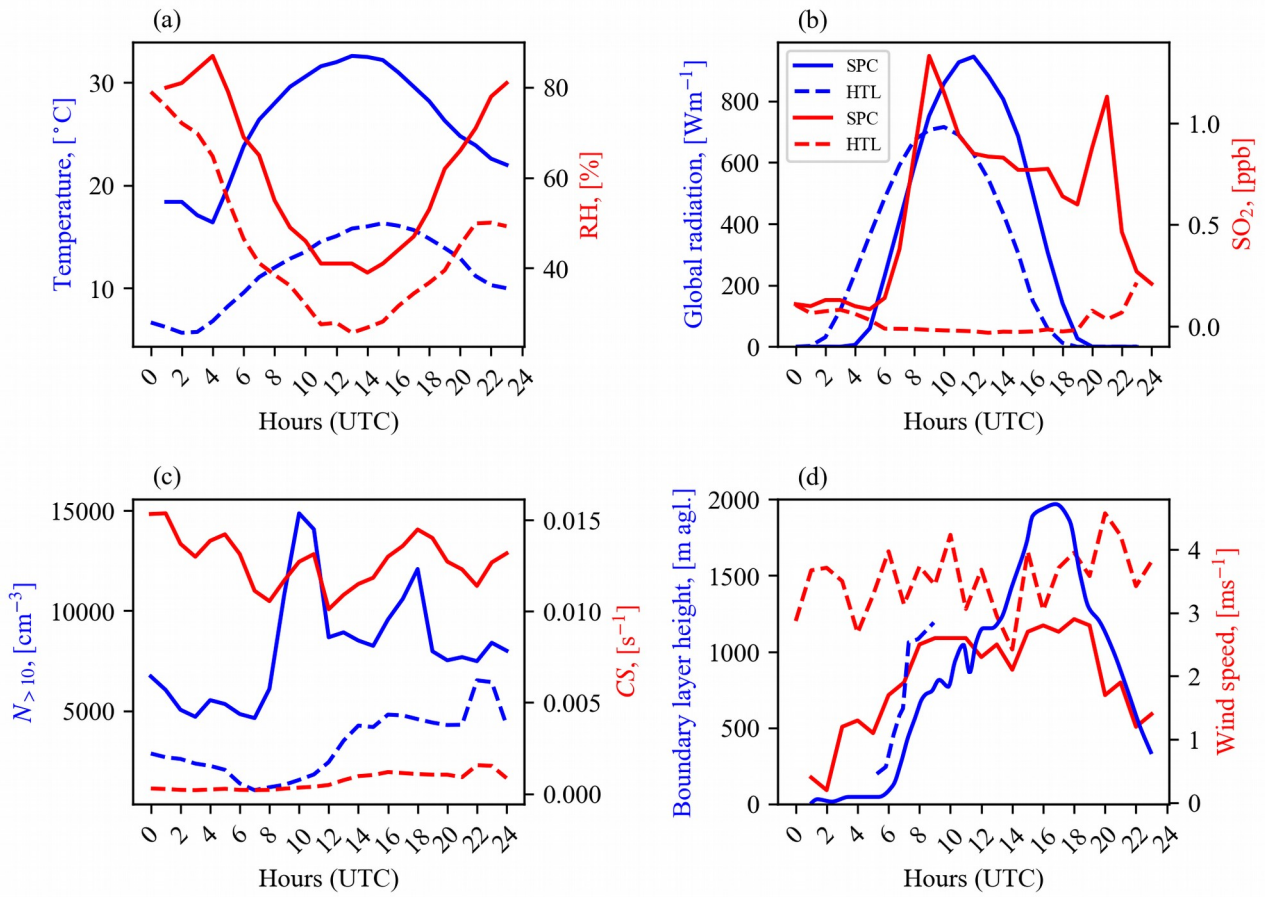 (a)
Temperature, [°C]
30
20
10
80
60
40
RH, [%]
0 2 4 6 8 10 12 14 16 18 20 22 24
Hours (UTC)
(b)
Global radiation, [Wm⁻¹]
800
600
400
200
0
SPC
HTL
SPC
HTL
1.0
0.5
0.0
SO₂, [ppb]
0 2 4 6 8 10 12 14 16 18 20 22 24
Hours (UTC)
(c)
N>10, [cm⁻³]
15000
10000
5000
0.015
0.010
0.005
0.000
CS, [s⁻¹]
0 2 4 6 8 10 12 14 16 18 20 22 24
Hours (UTC)
(d)
Boundary layer height, [m agl.]
2000
1500
1000
500
0
4
3
2
1
0
Wind speed, [ms⁻¹]
0 2 4 6 8 10 12 14 16 18 20 22 24
Hours (UTC)